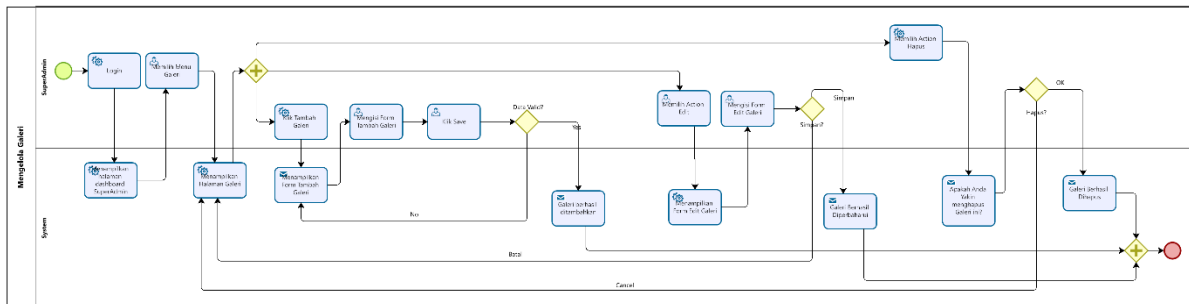 Mengelola Galeri
SuperAdmin
System
Login
Memilih Menu
Galeri
Menampilkan
halaman
dashboard
SuperAdmin
Menampilkan
Halaman Galeri
Klik Tambah
Galeri
Menampilkan
Form Tambah
Galeri
Mengisi Form
Tambah Galeri
Clik Save
Data Valid?
Yes
No
Galeri berhasil
ditambahkan
Memilih Action
Edit
Menampilkan
Form Edit Galeri
Mengisi Form
Edit Galeri
Simpan?
Simpan
Batal
Galeri Berhasil
Diperbaharui
Memilih Action
Hapus
Apakah Anda
Yakin
menghapus
Galeri ini?
Hapus?
OK
Cancel
Galeri Berhasil
Dihapus